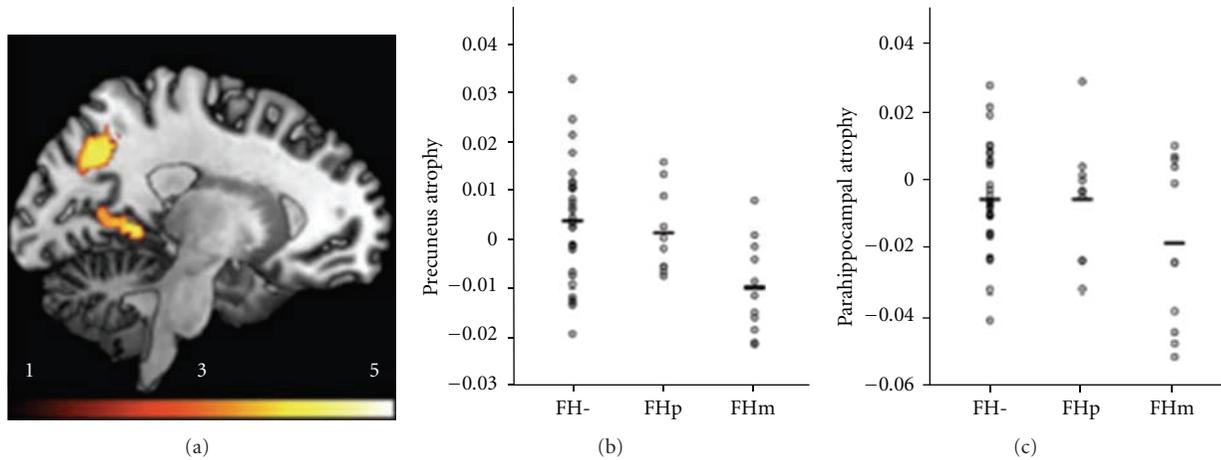 1 3 5
(a)
Precuneus atrophy
0.04
0.03
0.02
0.01
0
−0.01
−0.02
−0.03
FH- FHp FHm
(b)
Parahippocampal atrophy
0.04
0.02
0
−0.02
−0.04
−0.06
FH- FHp FHm
(c)